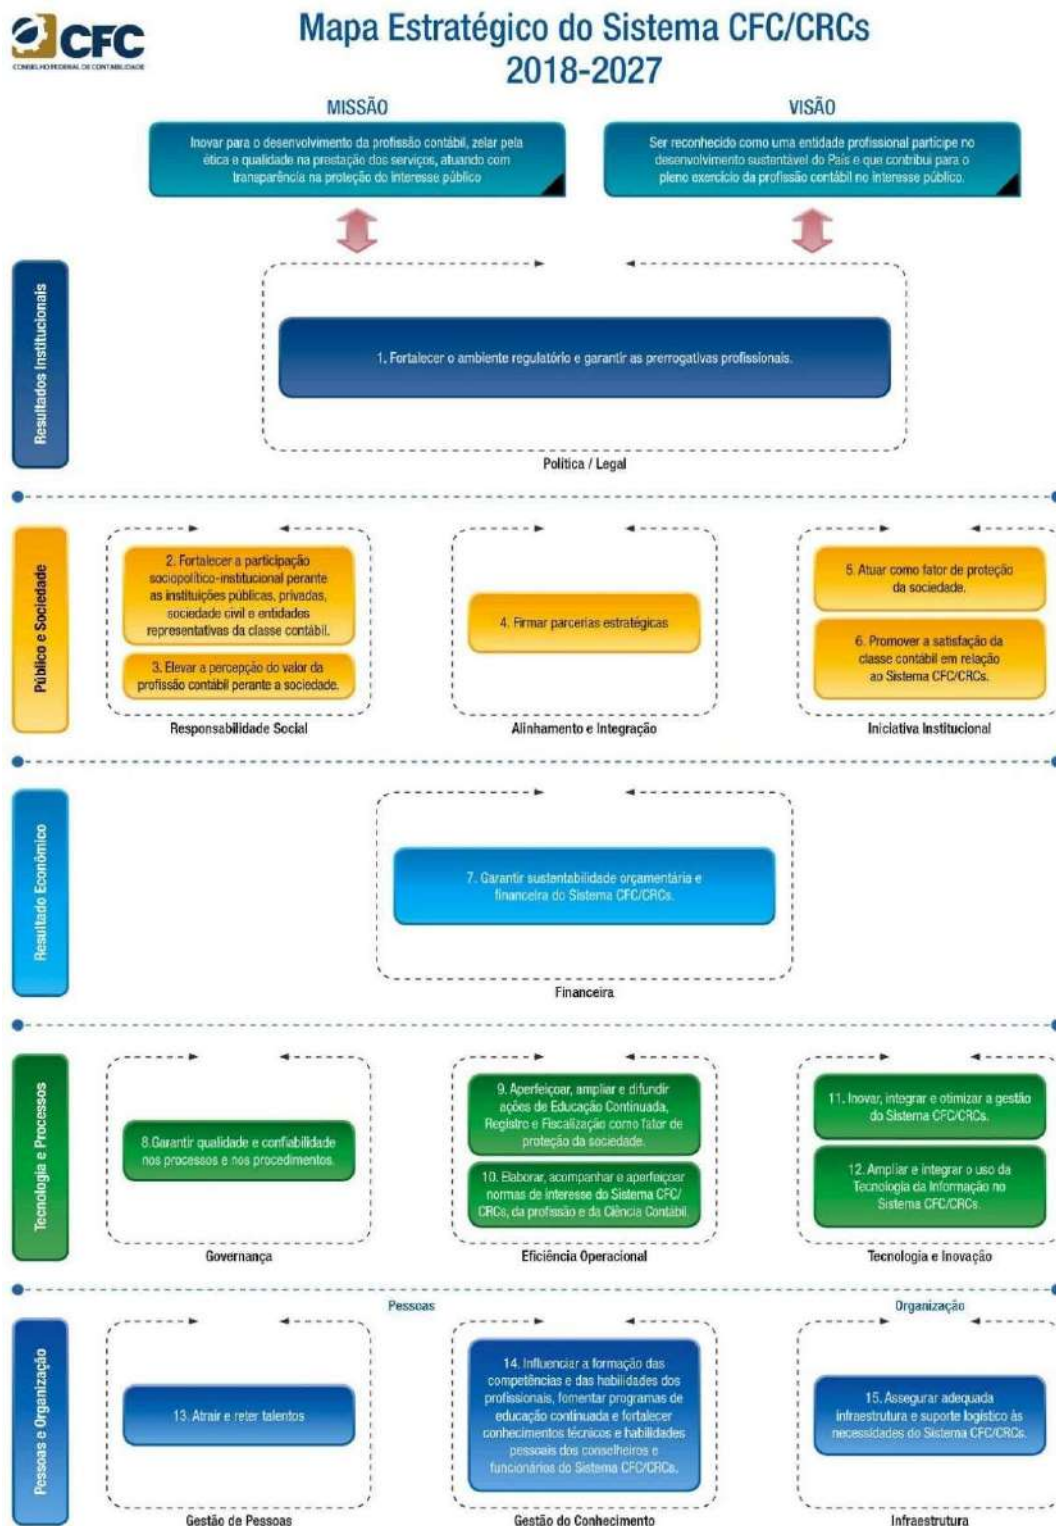 CFC
CONSELHO FEDERAL DE CONTABILIDADE
Mapa Estratégico do Sistema CFC/CRCs
2018-2027
MISSÃO
Inovar para o desenvolvimento da profissão contábil, zelar pela
ética e qualidade na prestação dos serviços, atuando com
transparência na proteção do interesse público
VISÃO
Ser reconhecido como uma entidade profissional partícipe no
desenvolvimento sustentável do País e que contribui para o
pleno exercício da profissão contábil no interesse público.
Resultados Institucionais
1. Fortalecer o ambiente regulatório e garantir as prerrogativas profissionais.
Política / Legal
Público e Sociedade
2. Fortalecer a participação
sociopolítico-institucional perante
as instituições públicas, privadas,
sociedade civil e entidades
representativas da classe contábil.
3. Elevar a percepção do valor da
profissão contábil perante a sociedade.
Responsabilidade Social
4. Firmar parcerias estratégicas
Alinhamento e Integração
5. Atuar como fator de proteção
da sociedade.
6. Promover a satisfação da
classe contábil em relação
ao Sistema CFC/CRCs.
Iniciativa Institucional
Resultado Econômico
7. Garantir sustentabilidade orçamentária e
financeira do Sistema CFC/CRCs.
Financeira
Tecnologia e Processos
8.Garantir qualidade e confiabilidade
nos processos e nos procedimentos.
Governança
9. Aperfeiçoar, ampliar e difundir
ações de Educação Continuada,
Registro e Fiscalização como fator de
proteção da sociedade.
10. Elaborar, acompanhar e aperfeiçoar
normas de interesse do Sistema CFC/
CRCs, da profissão e da Ciência Contábil.
Eficiência Operacional
11. Inovar, integrar e otimizar a gestão
do Sistema CFC/CRCs.
12. Ampliar e integrar o uso da
Tecnologia da Informação no
Sistema CFC/CRCs.
Tecnologia e Inovação
Pessoas
Organização
Pessoas e Organização
13. Atrair e reter talentos
Gestão de Pessoas
14. Influenciar a formação das
competências e das habilidades dos
profissionais, fomentar programas de
educação continuada e fortalecer
conhecimentos técnicos e habilidades
pessoais dos conselheiros e
funcionários do Sistema CFC/CRCs.
Gestão do Conhecimento
15. Assegurar adequada
infraestrutura e suporte logístico às
necessidades do Sistema CFC/CRCs.
Infraestrutura